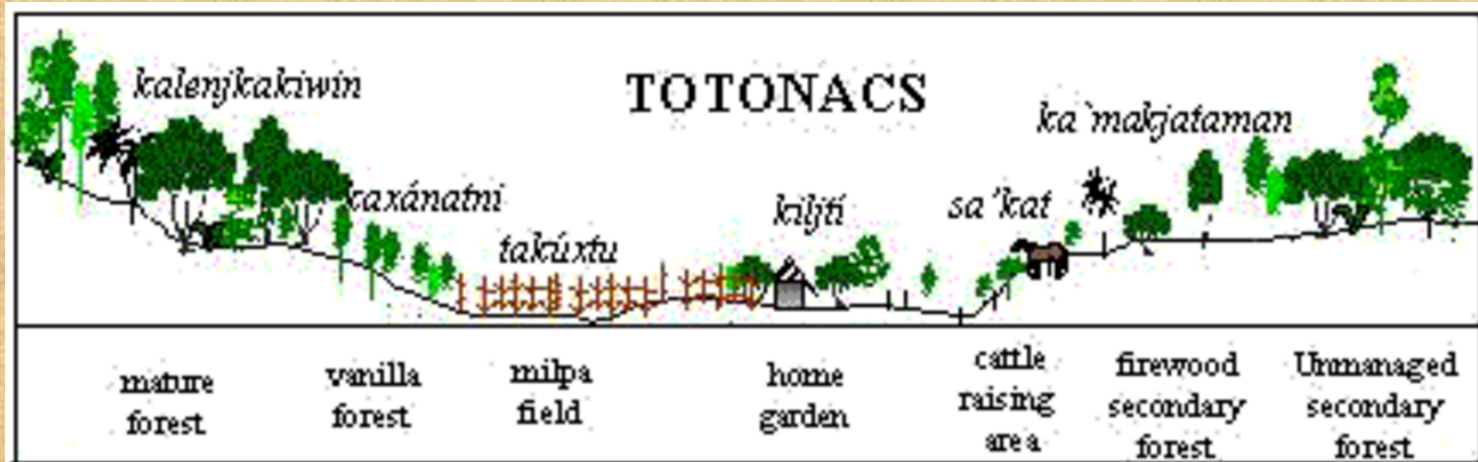 TOTONACS
kalenjkakiwin
ka`makjataman
kaxánatni
kiljtí
sa´kat
takúxtu
mature
forest
vanilla
forest
milpa
field
home
garden
cattle
raising
area
firewood
secondary
forest
Unmanaged
secondary
forest